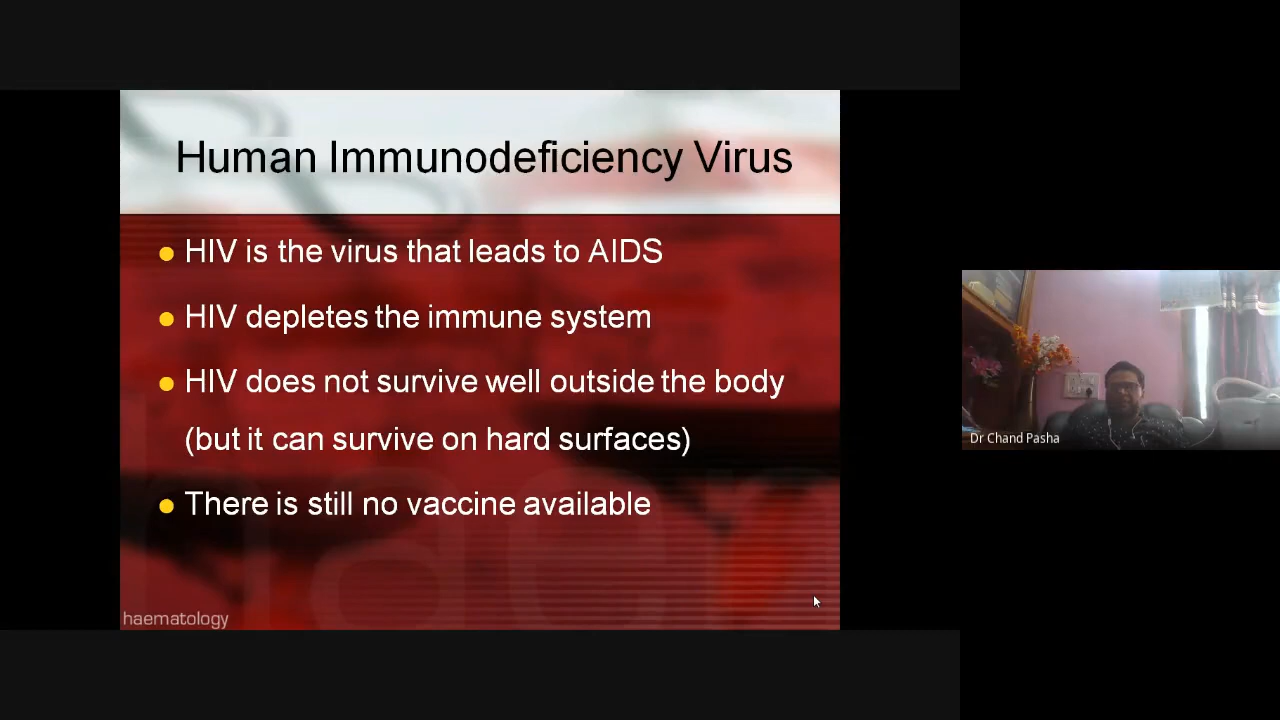 Human Immunodeficiency Virus
HIV is the virus that leads to AIDS
HIV depletes the immune system
HIV does not survive well outside the body
(but it can survive on hard surfaces)
There is still no vaccine available
haematology
Dr Chand Pasha